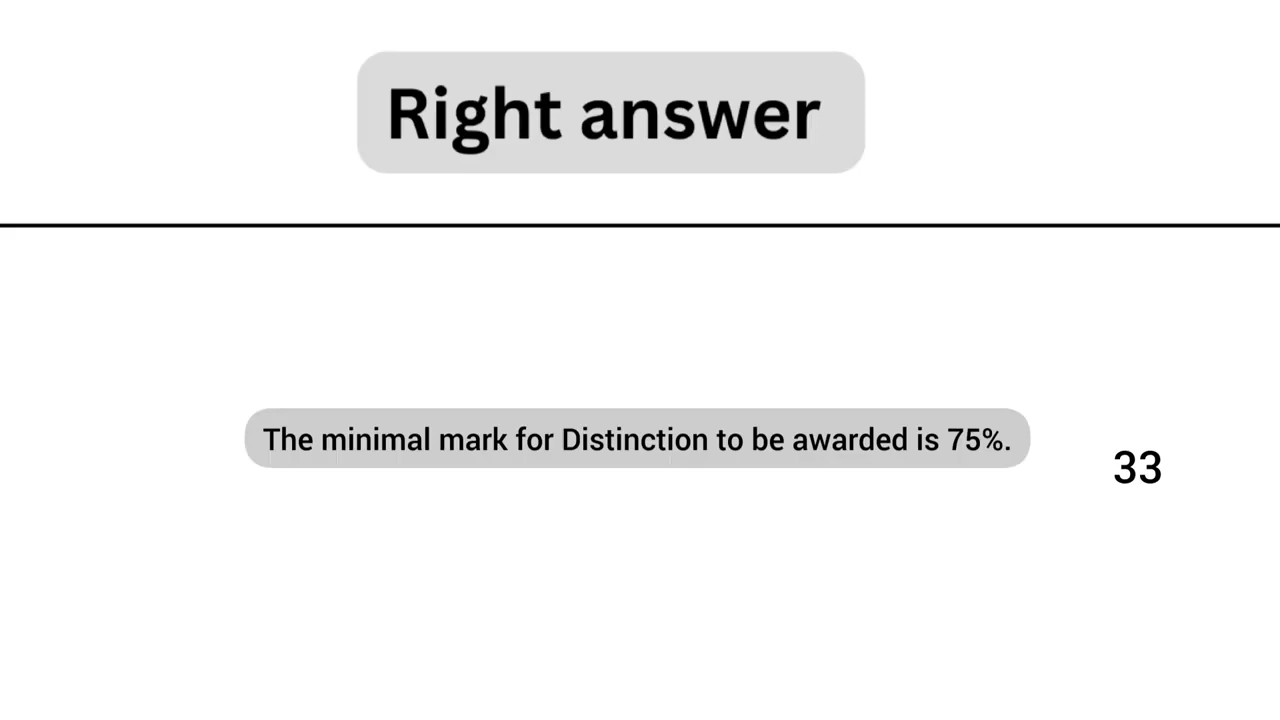 Right answer
The minimal mark for Distinction to be awarded is 75%.
33